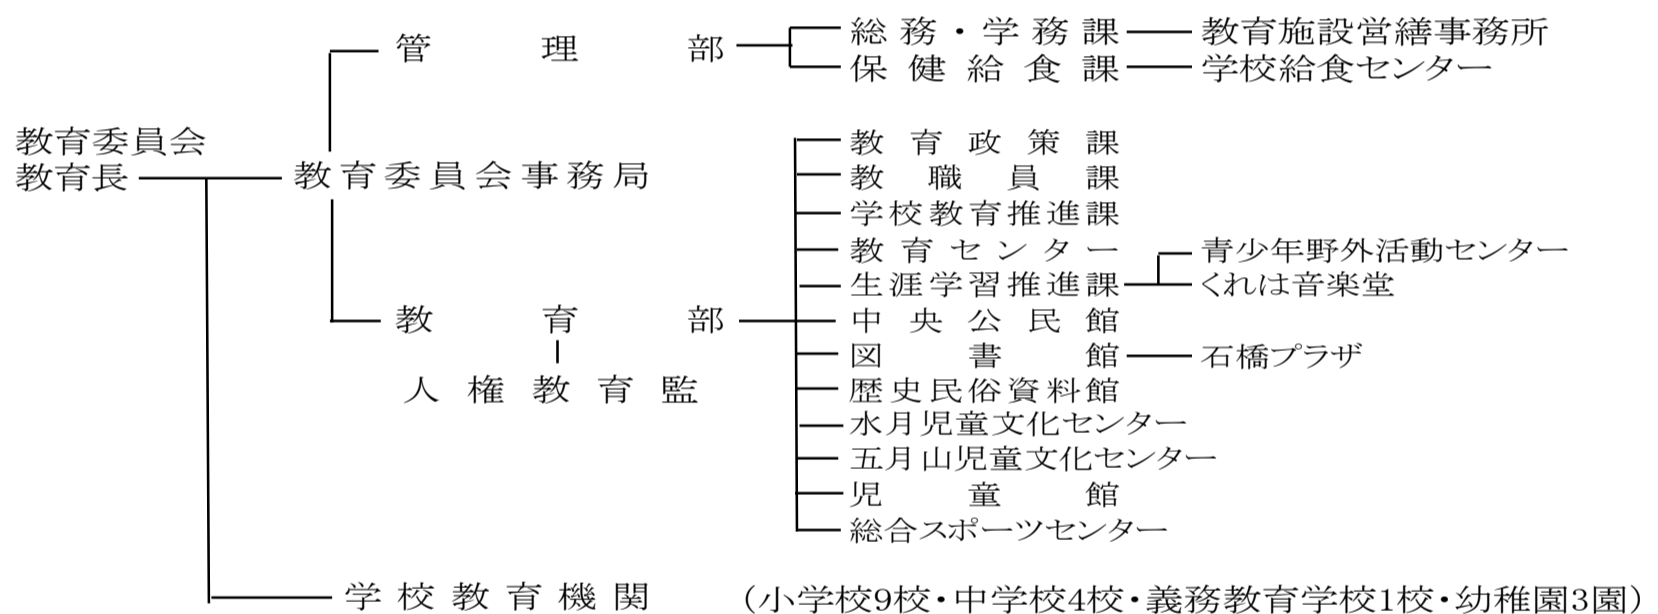 管理部
総務・学務課 教育施設営繕事務所
保健給食課 学校給食センター
教育委員会
教育長
教育委員会事務局
教育政策課
教職員課
学校教育推進課
教育センター
生涯学習推進課
青少年野外活動センター
くれは音楽堂
教育部
人権教育監
中央公民館
図書館 石橋プラザ
歴史民俗資料館
水月児童文化センター
五月山児童文化センター
児童館
総合スポーツセンター
学校教育機関 (小学校9校・中学校4校・義務教育学校1校・幼稚園3園)